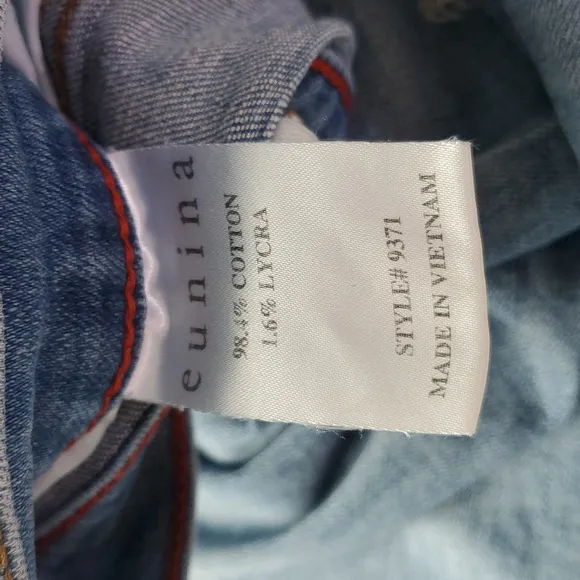 eunina
98.4% COTTON
1.6% LYCRA
STYLE# 9371
MADE IN VIETNAM